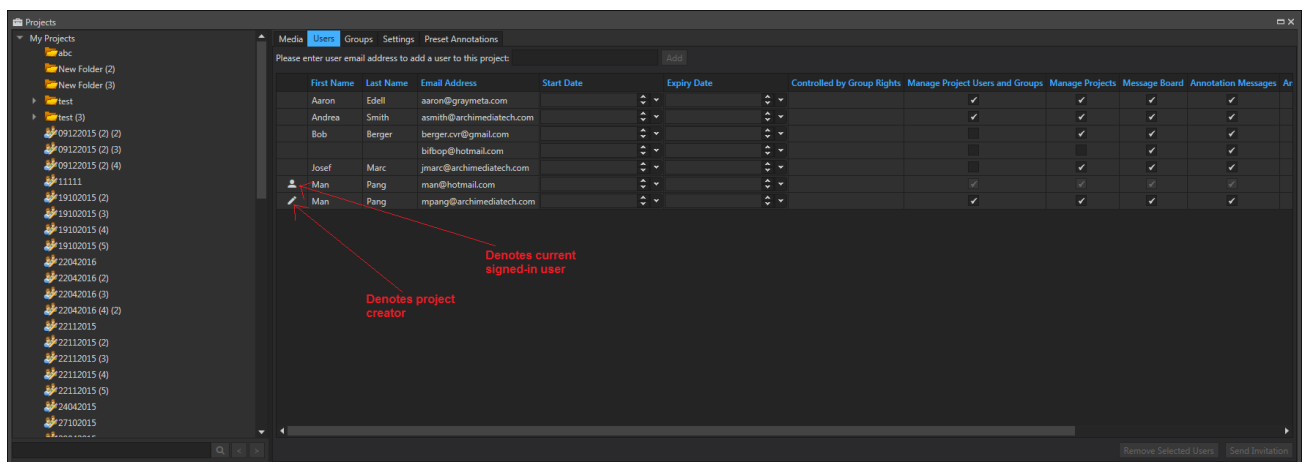 Projects
My Projects
abc
New Folder (2)
New Folder (3)
test
test (3)
09122015 (2) (2)
09122015 (2) (3)
09122015 (2) (4)
11111
19102015 (2)
19102015 (3)
19102015 (4)
19102015 (5)
22042016
22042016 (2)
22042016 (3)
22042016 (4) (2)
22112015
22112015 (2)
22112015 (3)
22112015 (4)
22112015 (5)
24042015
27102015
Media Users Groups Settings Preset Annotations
Please enter user email address to add a user to this project: Add
First Name Last Name Email Address Start Date Expiry Date Controlled by Group Rights Manage Project Users and Groups Manage Projects Message Board Annotation Messages Ar
Aaron Edell aaron@graymeta.com
Andrea Smith asmith@archimediatech.com
Bob Berger berger.cvr@gmail.com
bifbop@hotmail.com
Josef Marc jmarc@archimediatech.com
Man Pang man@hotmail.com
Man Pang mpang@archimediatech.com
Denotes current
signed-in user
Denotes project
creator
Remove Selected Users Send Invitation